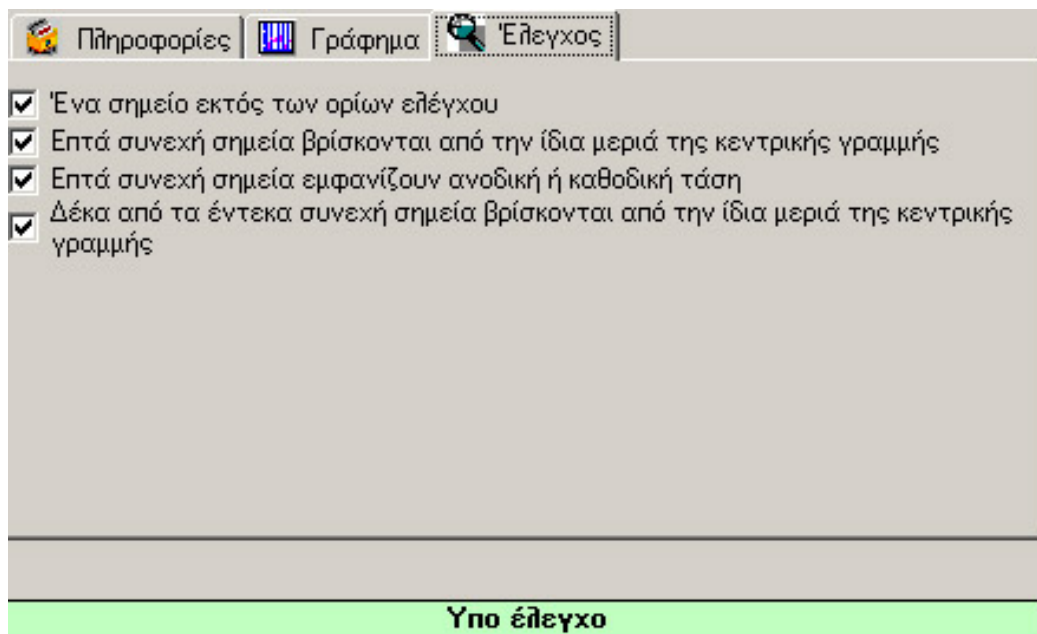 Πληροφορίες Γράφημα Έλεγχος
Ένα σημείο εκτός των ορίων ελέγχου
Επτά συνεχή σημεία βρίσκονται από την ίδια μεριά της κεντρικής γραμμής
Επτά συνεχή σημεία εμφανίζουν ανοδική ή καθοδική τάση
Δέκα από τα έντεκα συνεχή σημεία βρίσκονται από την ίδια μεριά της κεντρικής
γραμμής
Υπο έλεγχο